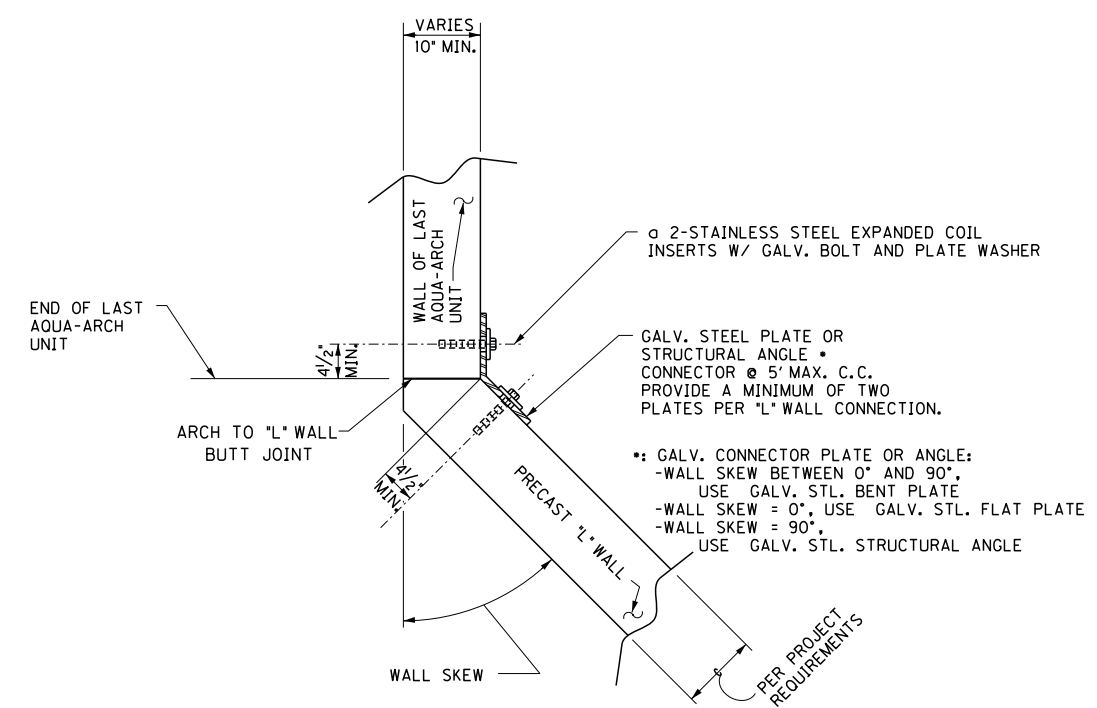 VARIES
10" MIN.
WALL OF LAST
AQUA-ARCH
UNIT
a 2-STAINLESS STEEL EXPANDED COIL
INSERTS W/ GALV. BOLT AND PLATE WASHER
END OF LAST
AQUA-ARCH
UNIT
4½"
MIN.
GALV. STEEL PLATE OR
STRUCTURAL ANGLE *
CONNECTOR @ 5' MAX. C.C.
PROVIDE A MINIMUM OF TWO
PLATES PER "L" WALL CONNECTION.
ARCH TO "L" WALL
BUTT JOINT
4½"
MIN.
PRECAST "L" WALL
*: GALV. CONNECTOR PLATE OR ANGLE:
-WALL SKEW BETWEEN 0° AND 90°,
USE GALV. STL. BENT PLATE
-WALL SKEW = 0°, USE GALV. STL. FLAT PLATE
-WALL SKEW = 90°,
USE GALV. STL. STRUCTURAL ANGLE
WALL SKEW
PER PROJECT
REQUIREMENTS